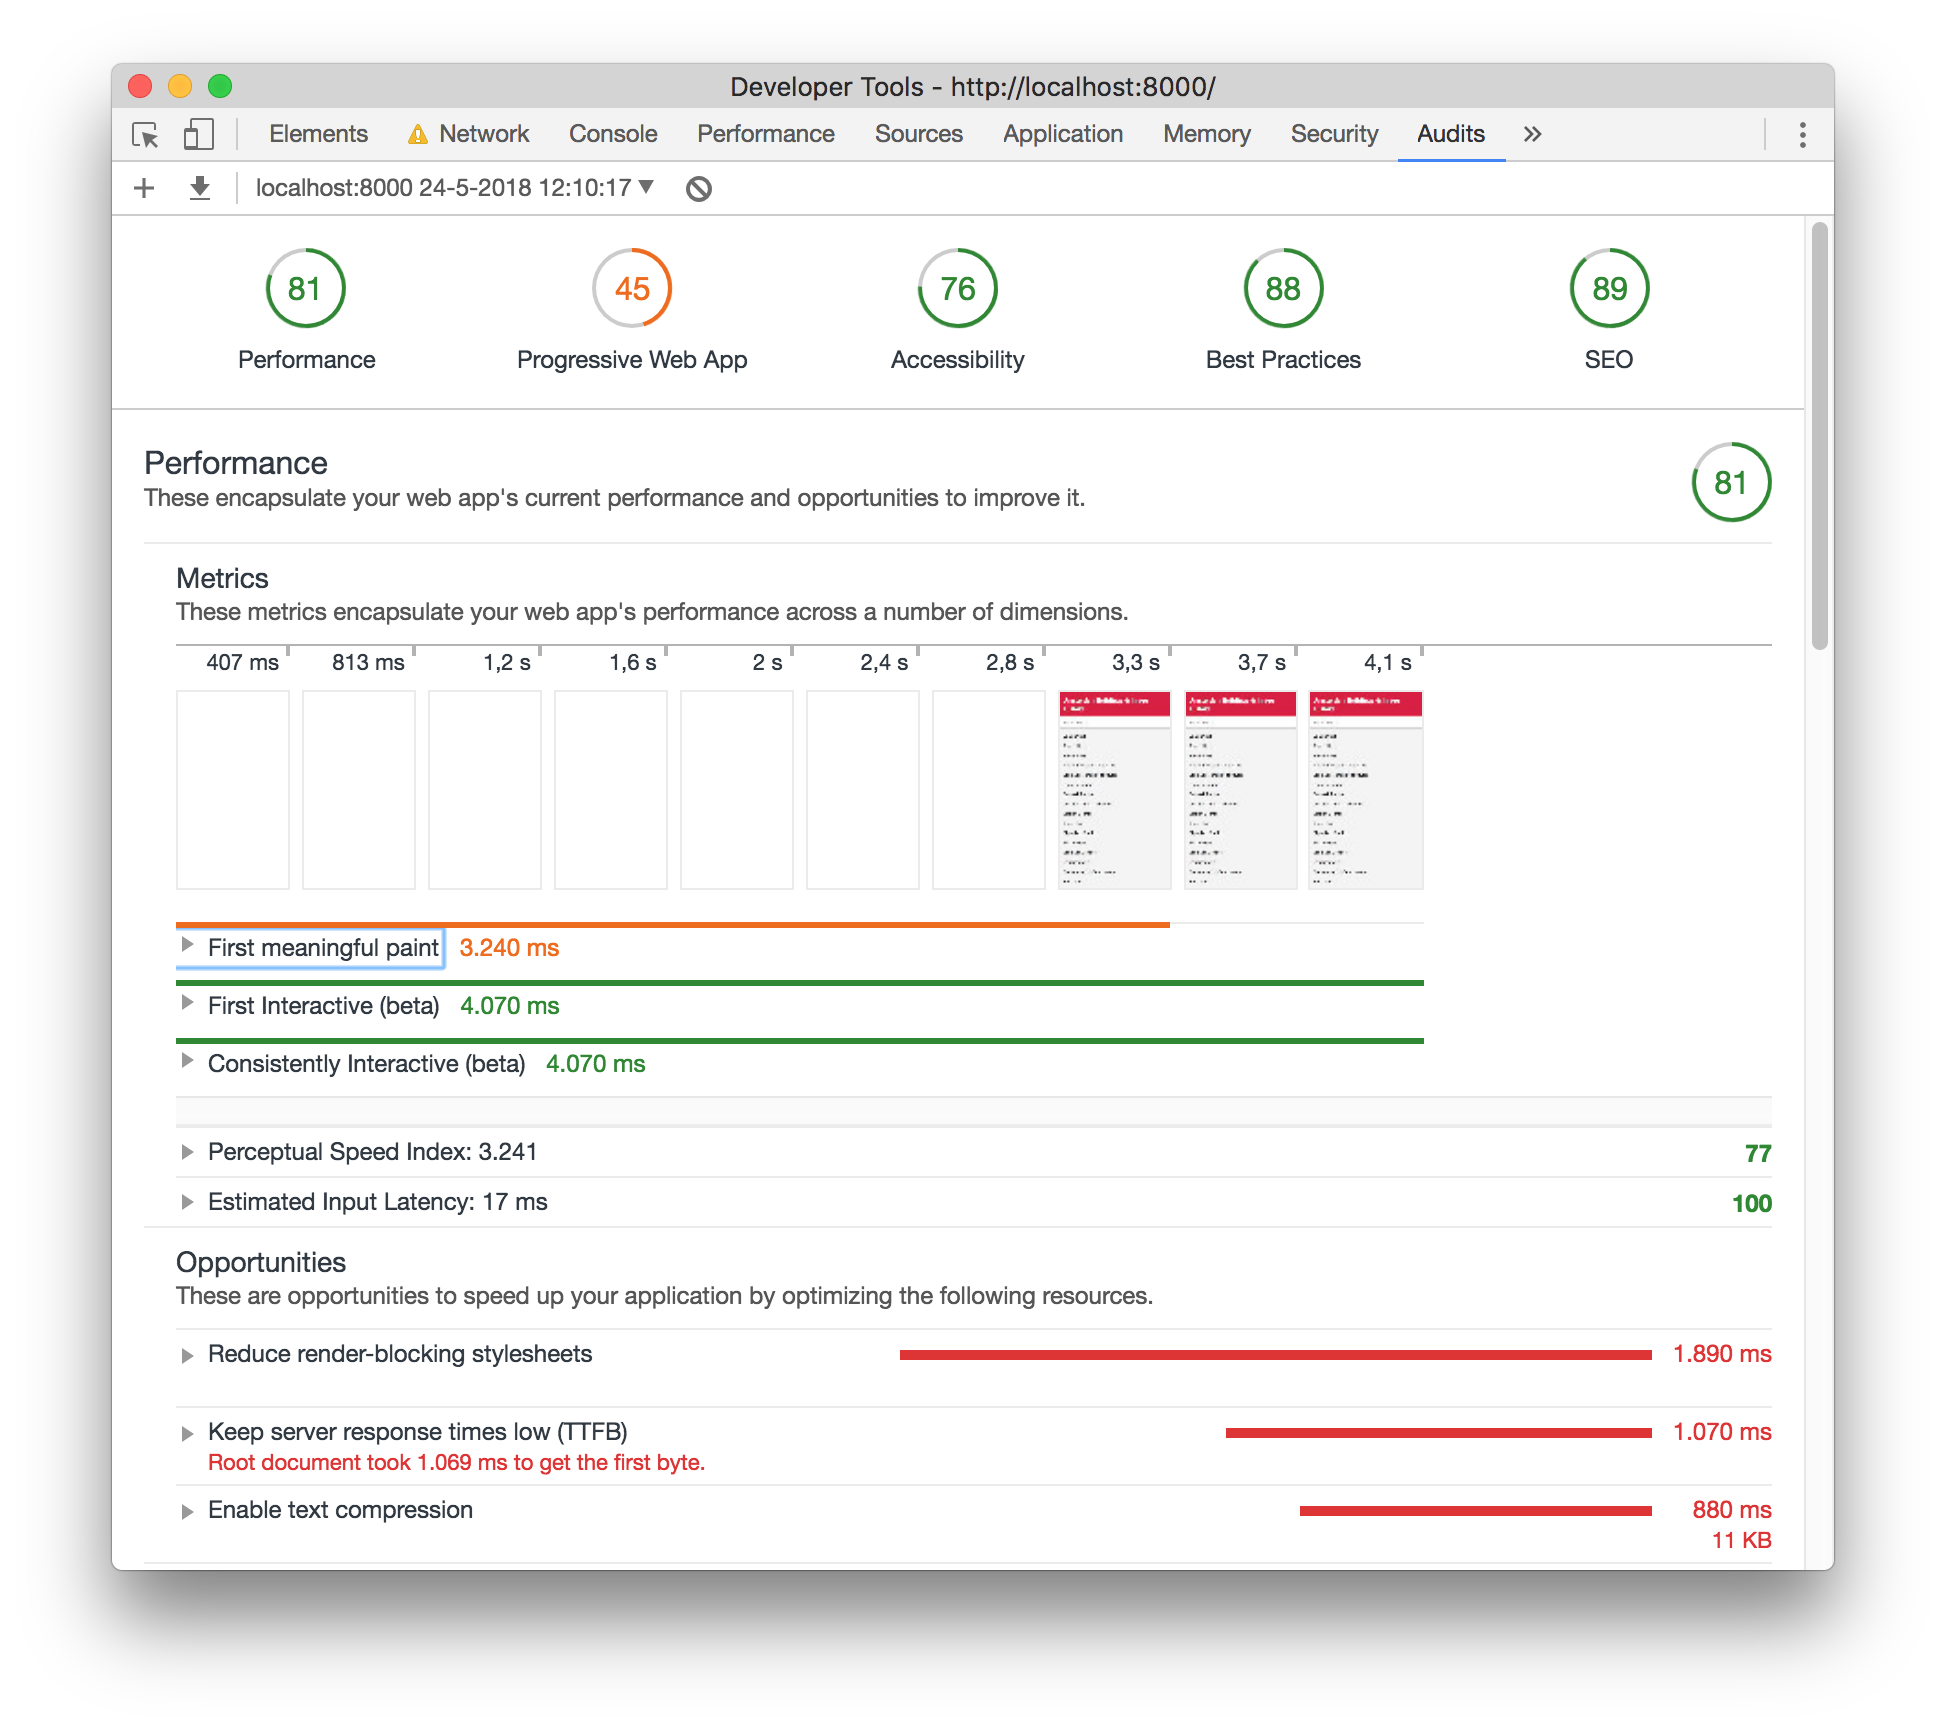 Developer Tools - http://localhost:8000/
Elements Network Console Performance Sources Application Memory Security Audits »
localhost:8000 24-5-2018 12:10:17 ▼
81 45 76 88 89
Performance Progressive Web App Accessibility Best Practices SEO
Performance
These encapsulate your web app's current performance and opportunities to improve it.
81
Metrics
These metrics encapsulate your web app's performance across a number of dimensions.
407 ms 813 ms 1,2 s 1,6 s 2 s 2,4 s 2,8 s 3,3 s 3,7 s 4,1 s
First meaningful paint 3.240 ms
First Interactive (beta) 4.070 ms
Consistently Interactive (beta) 4.070 ms
Perceptual Speed Index: 3.241 77
Estimated Input Latency: 17 ms 100
Opportunities
These are opportunities to speed up your application by optimizing the following resources.
Reduce render-blocking stylesheets 1.890 ms
Keep server response times low (TTFB) 1.070 ms
Root document took 1.069 ms to get the first byte.
Enable text compression 880 ms
11 KB